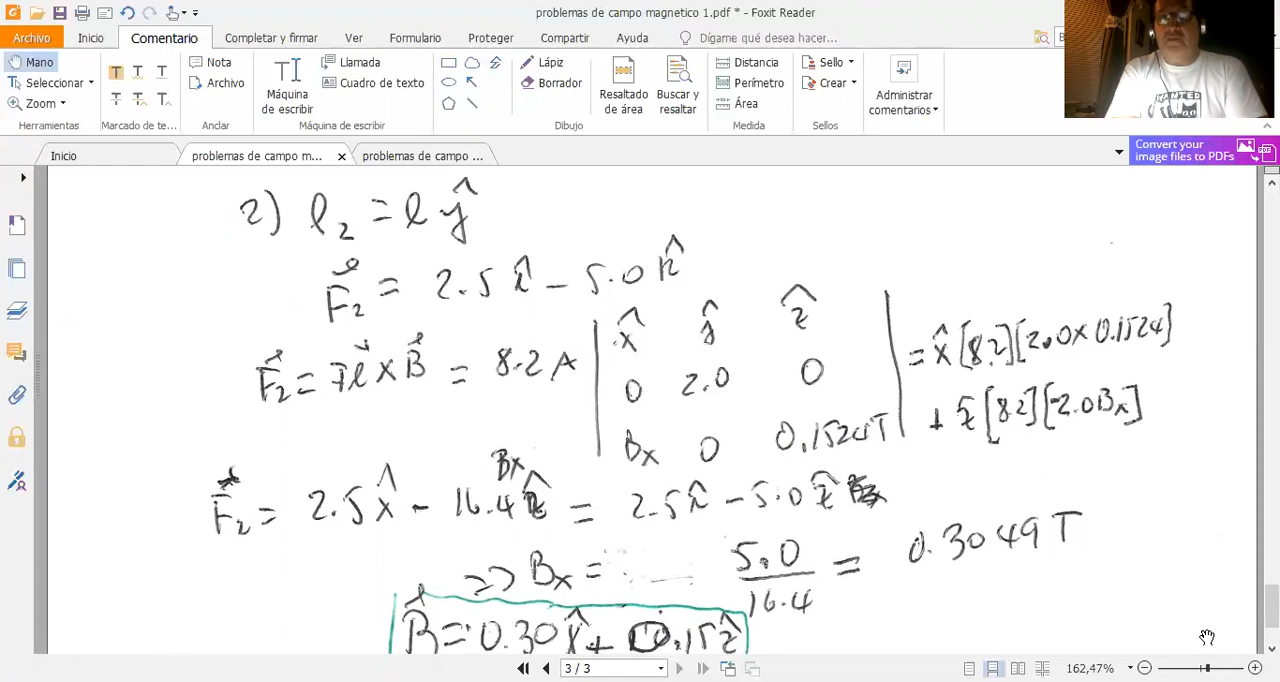 problemas de campo magnetico 1.pdf * - Foxit Reader
Archivo Inicio Comentario Completar y firmar Ver Formulario Proteger Compartir Ayuda Dígame qué desea hacer...
Mano
Seleccionar
Zoom
Herramientas
Marcado de te...
Nota
Archivo
Andar
Máquina de escribir
Llamada
Cuadro de texto
Máquina de escribir
Lápiz
Borrador
Dibujo
Resaltado de área
Buscar y resaltar
Distancia
Perímetro
Área
Medida
Sello
Crear
Sellos
Administrar comentarios
WANTED
Inicio
problemas de campo m... x
problemas de campo ...
Convert your image files to PDFs
2) ℓ₂ = ℓ ŷ
F₂ = 2.5 î - 5.0 k̂
F₂ = Iℓ x B = 8.2 A | x̂ ŷ ẑ | = x̂ [8.2][2.0x0.1524]
0 2.0 0
Bx 0 0.1524T + ẑ [8.2][-2.0Bx]
Bx
F₂ = 2.5 x̂ - 16.4 ẑ = 2.5 x̂ - 5.0 ẑ
=> Bx = 5.0 / 16.4 = 0.3049 T
B = 0.30 x̂ + 0.15 ẑ
3 / 3
162,47%